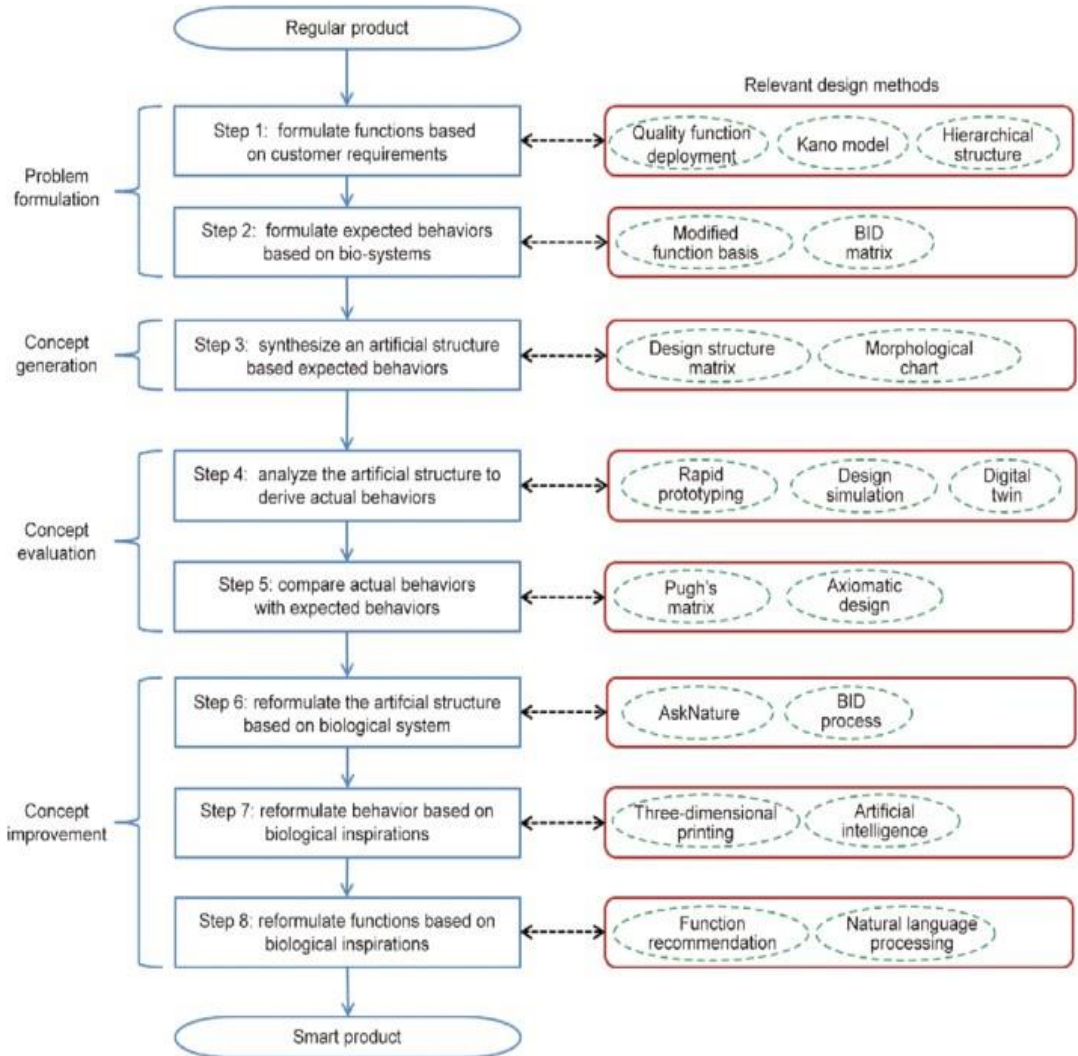 Regular product
Relevant design methods
Problem
formulation
Step 1: formulate functions based
on customer requirements
Quality function
deployment
Kano model
Hierarchical
structure
Step 2: formulate expected behaviors
based on bio-systems
Modified
function basis
BID
matrix
Concept
generation
Step 3: synthesize an artificial structure
based expected behaviors
Design structure
matrix
Morphological
chart
Concept
evaluation
Step 4: analyze the artificial structure to
derive actual behaviors
Rapid
prototyping
Design
simulation
Digital
twin
Step 5: compare actual behaviors
with expected behaviors
Pugh's
matrix
Axiomatic
design
Concept
improvement
Step 6: reformulate the artifcial structure
based on biological system
AskNature
BID
process
Step 7: reformulate behavior based on
biological inspirations
Three-dimensional
printing
Artificial
intelligence
Step 8: reformulate functions based on
biological inspirations
Function
recommendation
Natural language
processing
Smart product